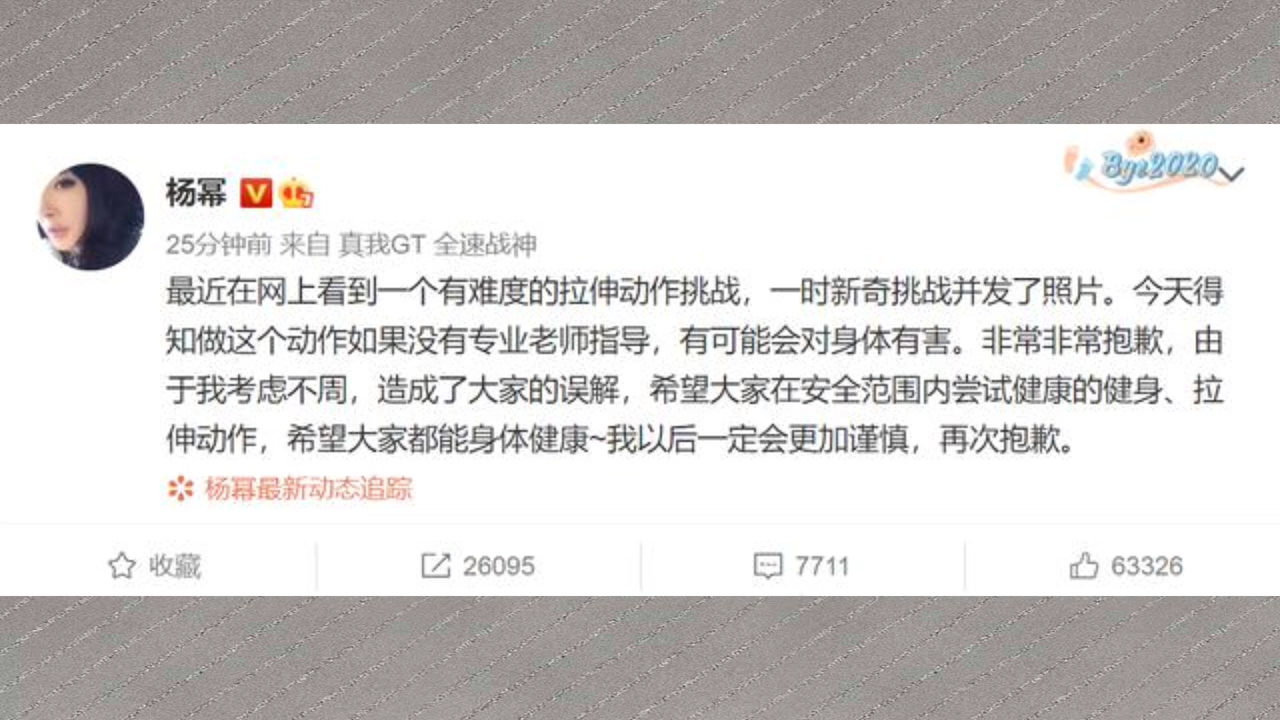 Bye2020
杨幂
25分钟前 来自 真我GT 全速战神
最近在网上看到一个有难度的拉伸动作挑战，一时新奇挑战并发了照片。今天得
知做这个动作如果没有专业老师指导，有可能会对身体有害。非常非常抱歉，由
于我考虑不周，造成了大家的误解，希望大家在安全范围内尝试健康的健身、拉
伸动作，希望大家都能身体健康~我以后一定会更加谨慎，再次抱歉。
杨幂最新动态追踪
收藏 26095 7711 63326